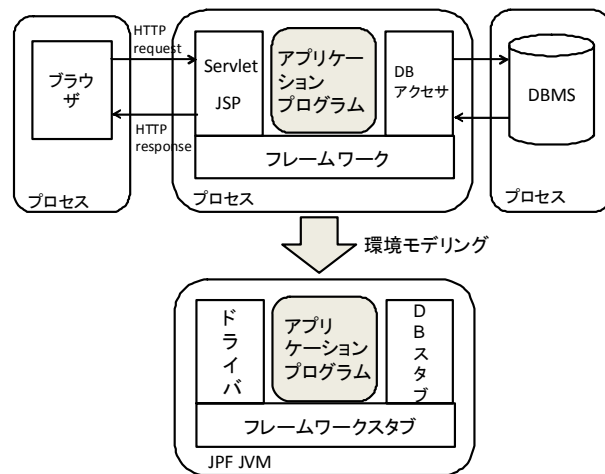 HTTP
request
ブラウ
ザ
HTTP
response
プロセス
Servlet
JSP
アプリケー
ション
プログラム
DB
アクセサ
フレームワーク
プロセス
DBMS
プロセス
環境モデリング
ドライバ
アプリ
ケーション
プログラム
DBスタブ
フレームワークスタブ
JPF JVM